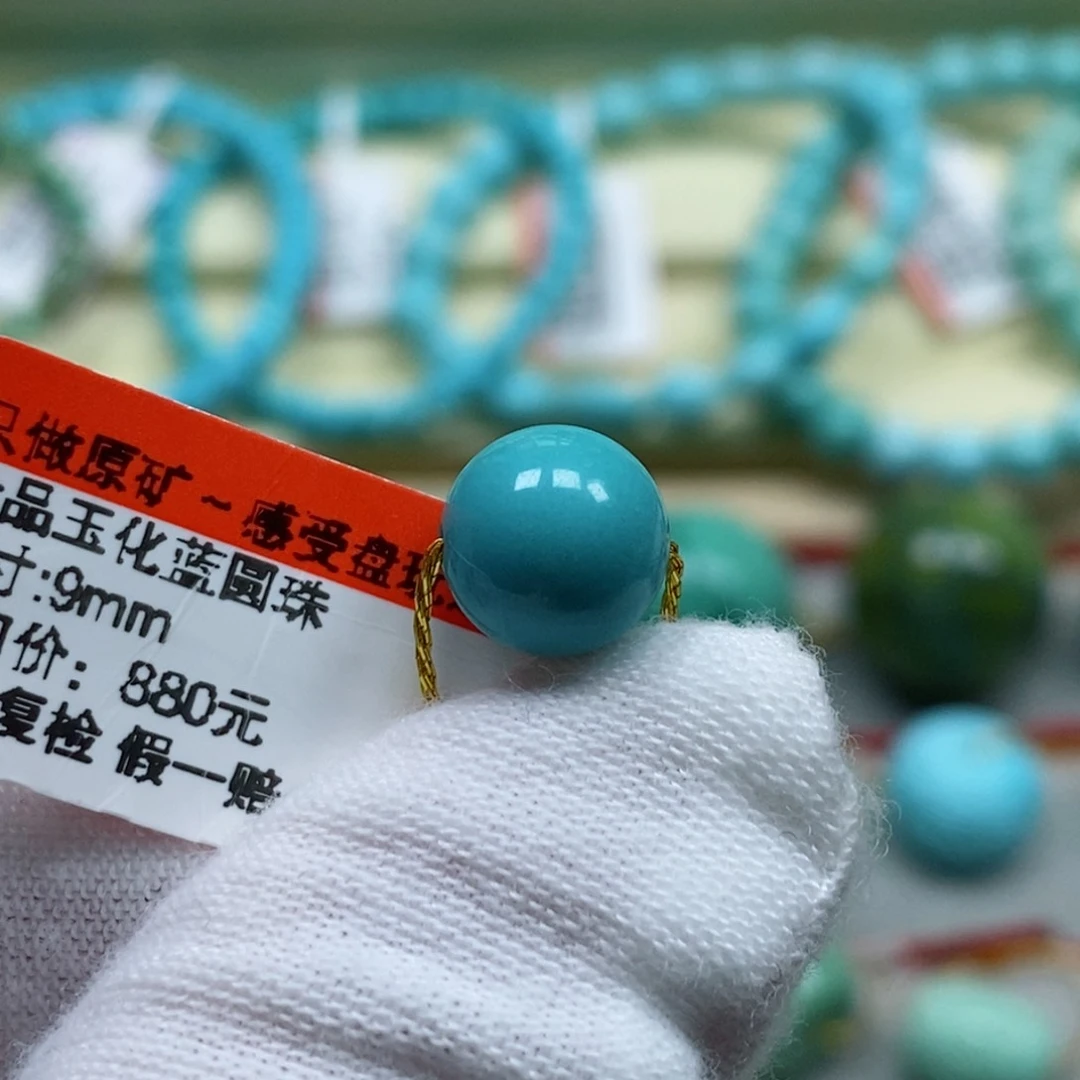 只做原矿～感受盘玩
品玉化蓝圆珠
寸:9mm
价：880元
复检 假一赔